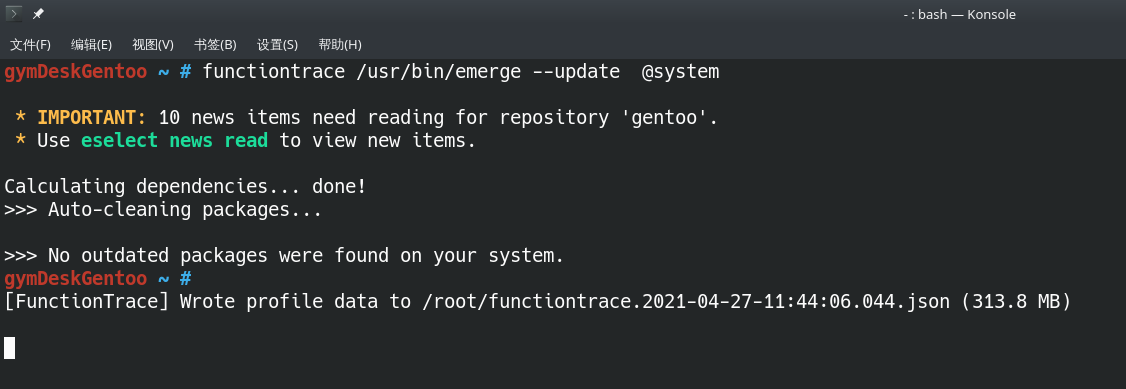 - : bash — Konsole
文件(F) 编辑(E) 视图(V) 书签(B) 设置(S) 帮助(H)
gymDeskGentoo ~ # functiontrace /usr/bin/emerge --update  @system
* IMPORTANT: 10 news items need reading for repository 'gentoo'.
* Use eselect news read to view new items.
Calculating dependencies... done!
>>> Auto-cleaning packages...
>>> No outdated packages were found on your system.
gymDeskGentoo ~ #
[FunctionTrace] Wrote profile data to /root/functiontrace.2021-04-27-11:44:06.044.json (313.8 MB)